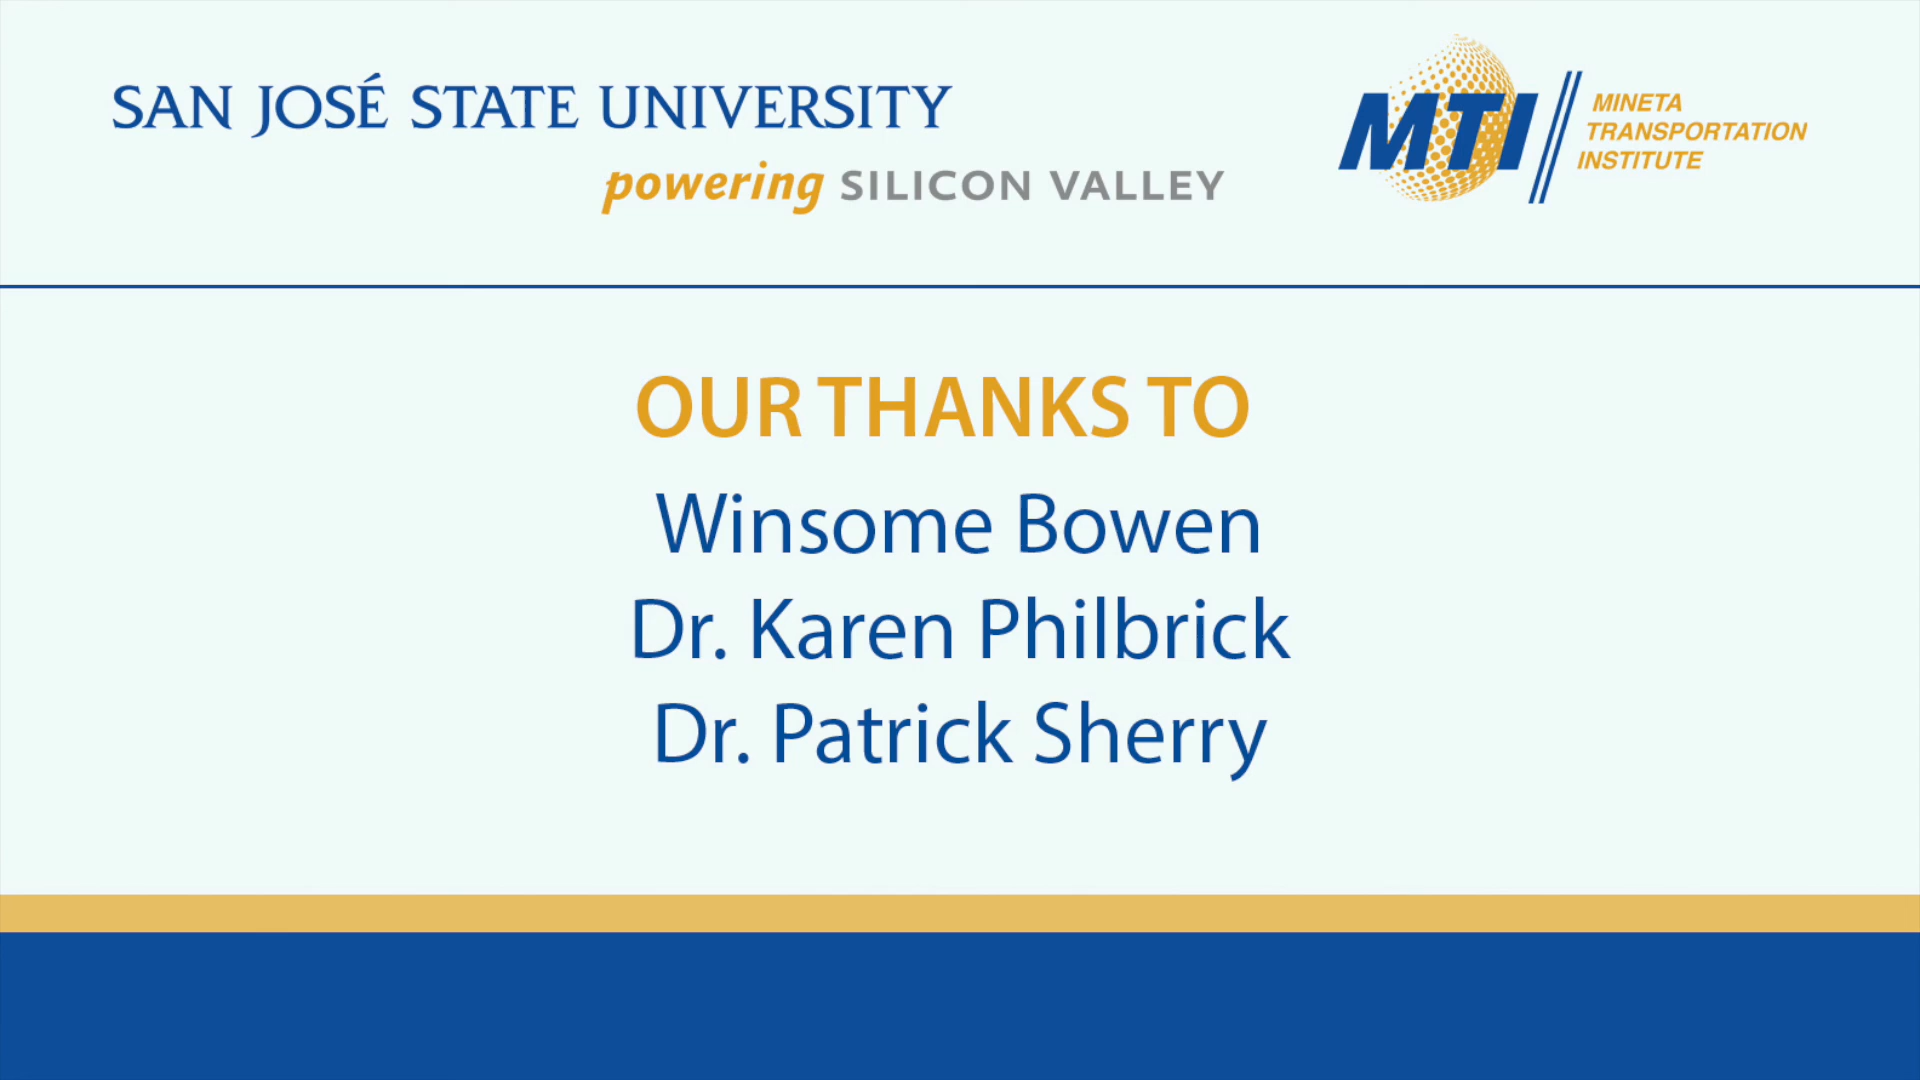 SAN JOSÉ STATE UNIVERSITY
powering SILICON VALLEY
MTI
MINETA
TRANSPORTATION
INSTITUTE
OUR THANKS TO
Winsome Bowen
Dr. Karen Philbrick
Dr. Patrick Sherry